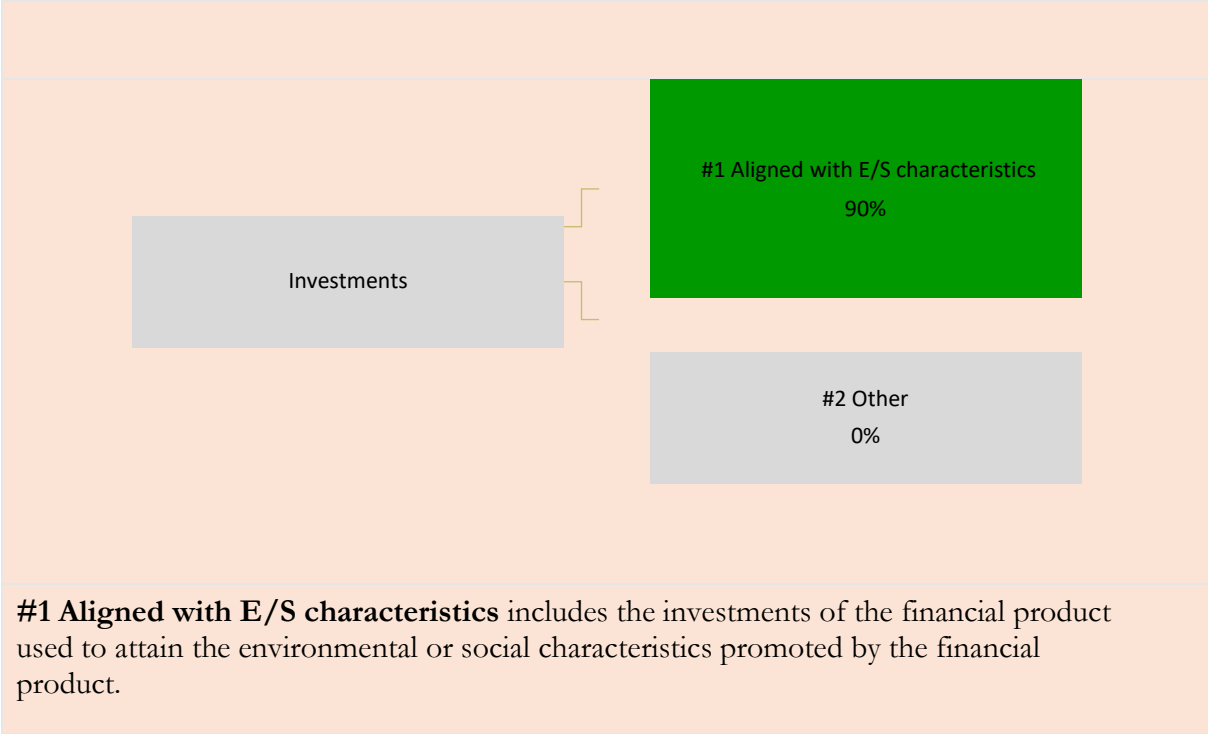 #1 Aligned with E/S characteristics
90%
Investments
#2 Other
0%
#1 Aligned with E/S characteristics includes the investments of the financial product
used to attain the environmental or social characteristics promoted by the financial
product.